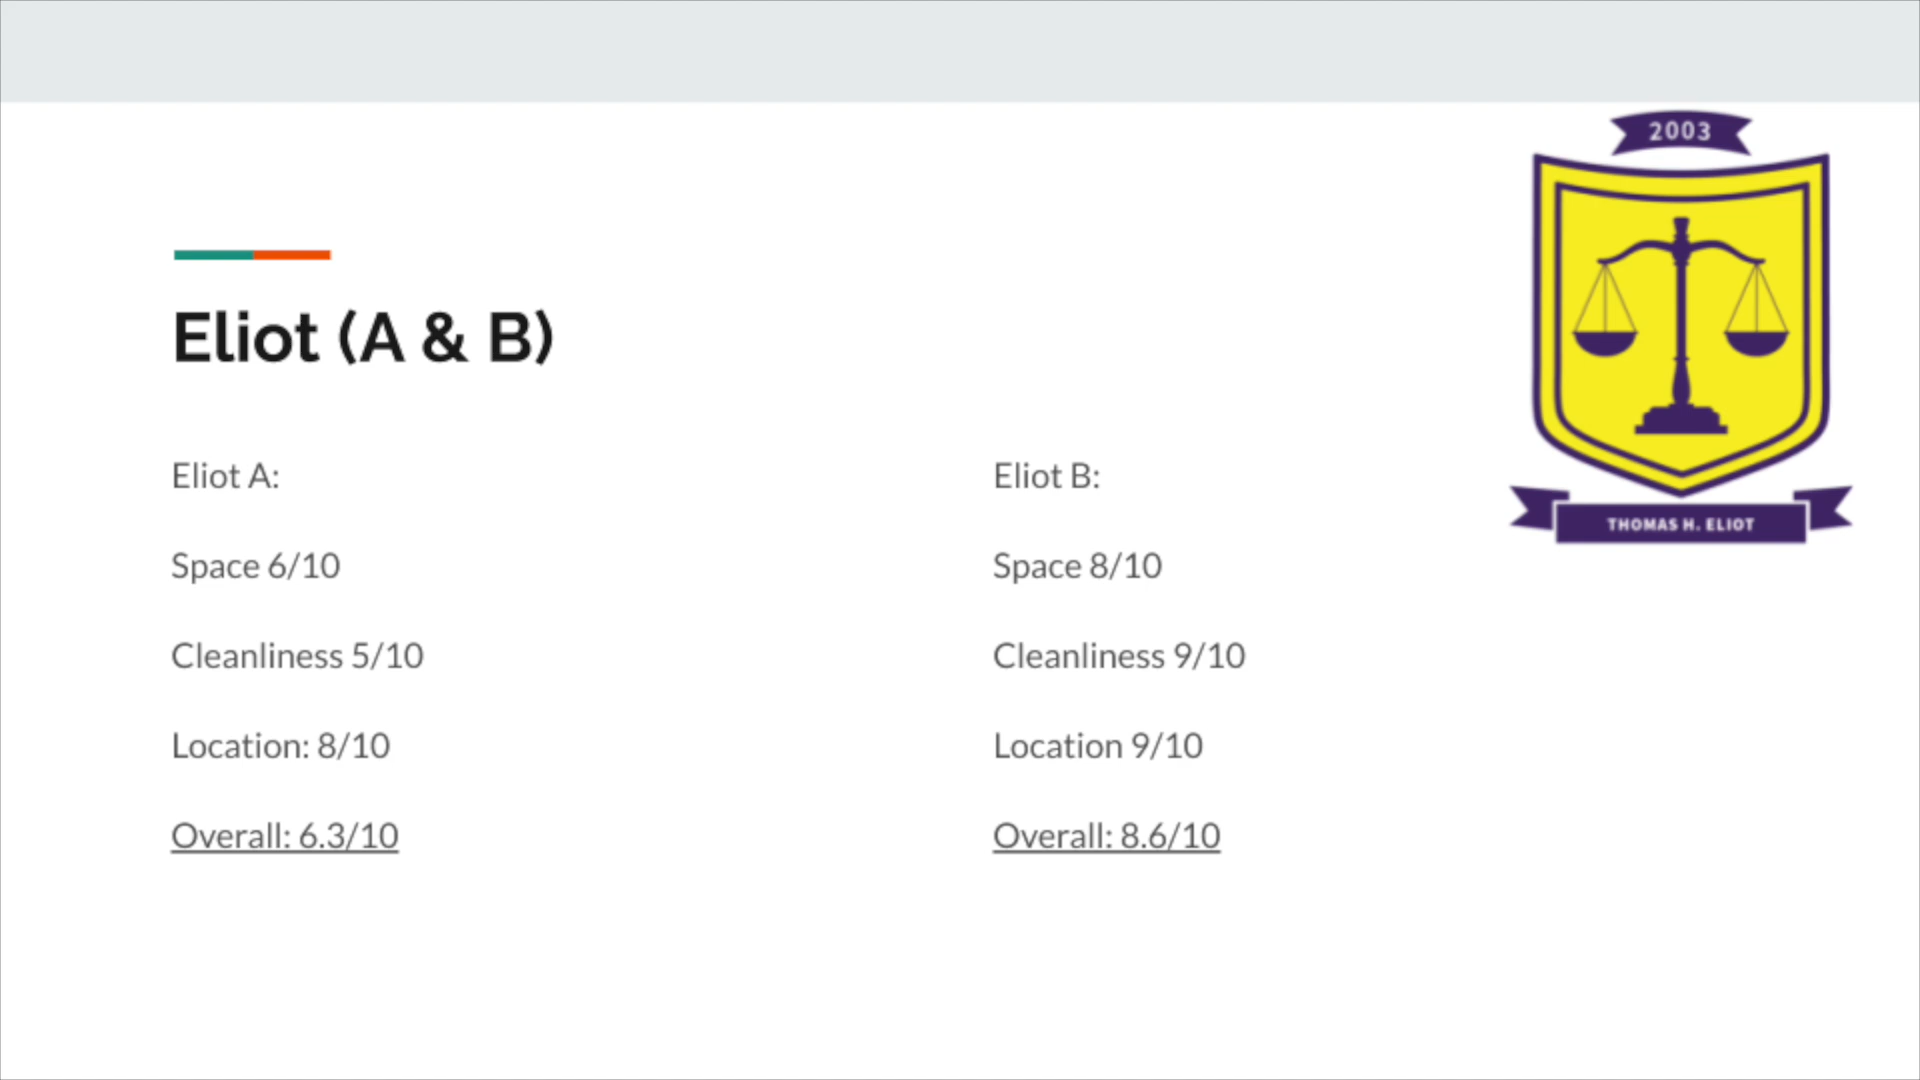 2003
Eliot (A & B)
Eliot A:
Space 6/10
Cleanliness 5/10
Location: 8/10
Overall: 6.3/10
Eliot B:
Space 8/10
Cleanliness 9/10
Location 9/10
Overall: 8.6/10
THOMAS H. ELIOT